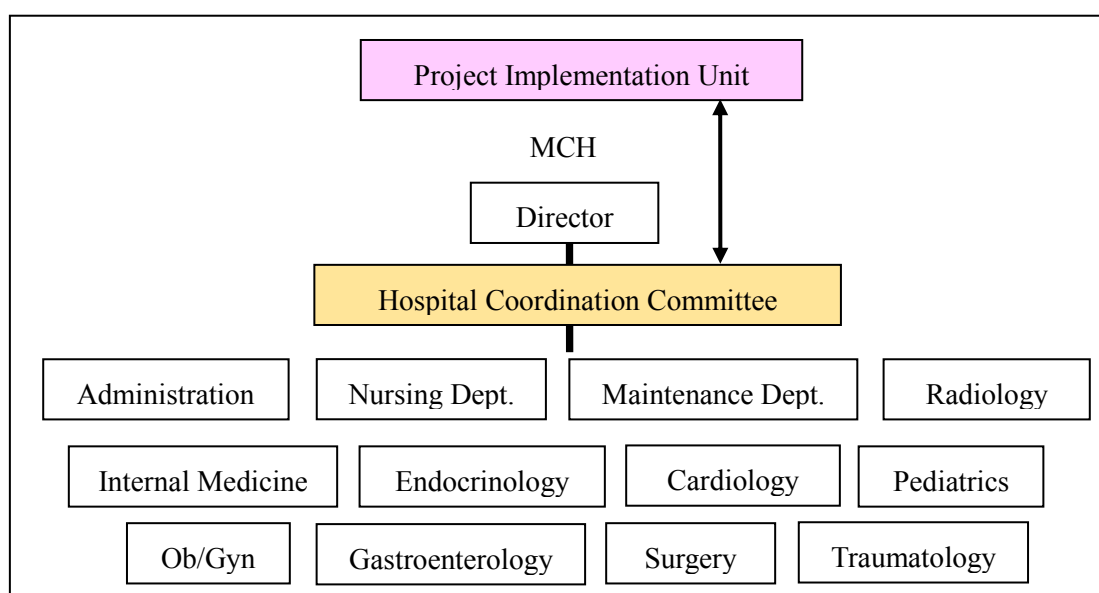 Project Implementation Unit
MCH
Director
Hospital Coordination Committee
Administration Nursing Dept. Maintenance Dept. Radiology
Internal Medicine Endocrinology Cardiology Pediatrics
Ob/Gyn Gastroenterology Surgery Traumatology